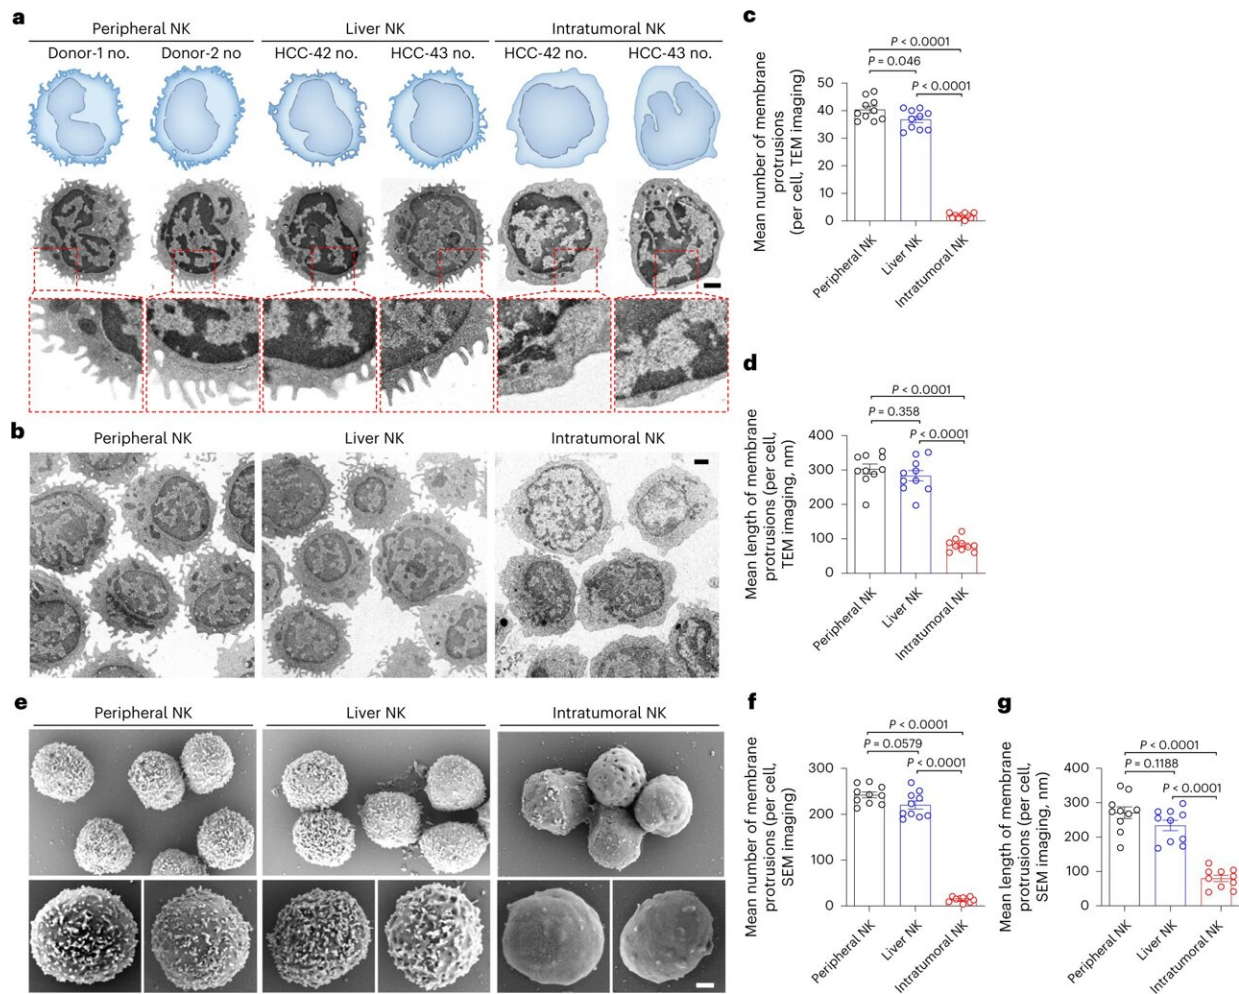 a
Peripheral NK
Liver NK
Intratumoral NK
Donor-1 no.
Donor-2 no
HCC-42 no.
HCC-43 no.
HCC-42 no.
HCC-43 no.
b
Peripheral NK
Liver NK
Intratumoral NK
e
Peripheral NK
Liver NK
Intratumoral NK
c
P < 0.0001
P = 0.046
P < 0.0001
Mean number of membrane
protrusions
(per cell, TEM imaging)
50
40
30
20
10
0
Peripheral NK
Liver NK
Intratumoral NK
d
P < 0.0001
P = 0.358
P < 0.0001
Mean length of membrane
protrusions (per cell,
TEM imaging, nm)
400
300
200
100
0
Peripheral NK
Liver NK
Intratumoral NK
f
P < 0.0001
P = 0.0579
P < 0.0001
Mean number of membrane
protrusions (per cell,
SEM imaging)
300
200
100
0
Peripheral NK
Liver NK
Intratumoral NK
g
P < 0.0001
P = 0.1188
P < 0.0001
Mean length of membrane
protrusions (per cell,
SEM imaging, nm)
400
300
200
100
0
Peripheral NK
Liver NK
Intratumoral NK